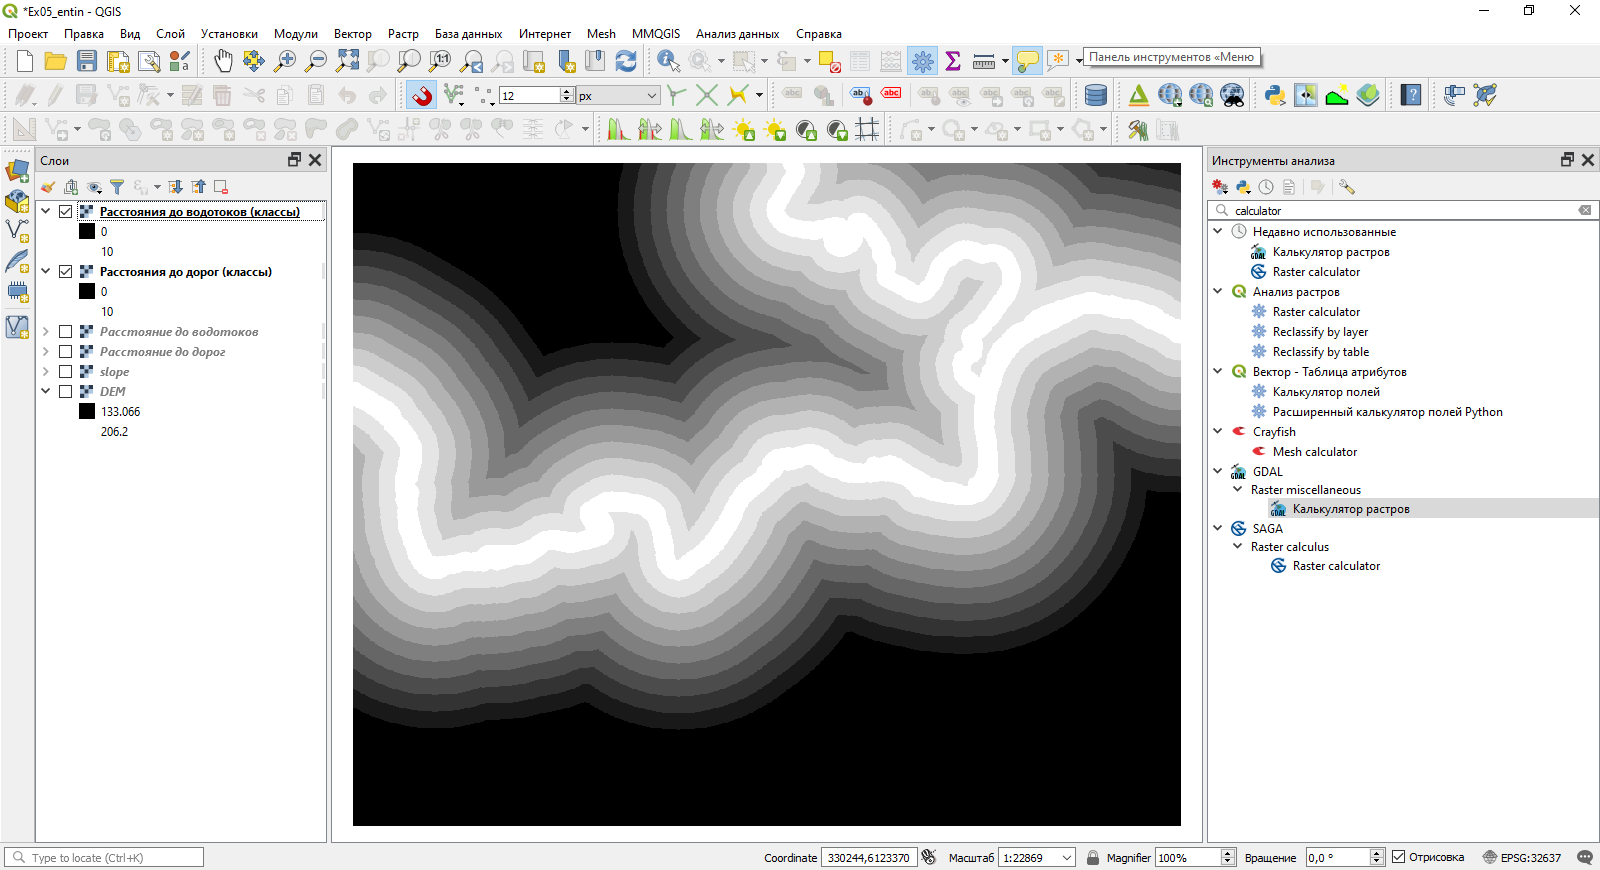 *Ex05_entin - QGIS
Проект Правка Вид Слой Установки Модули Вектор Растр База данных Интернет Mesh MMQGIS Анализ данных Справка
Панель инструментов «Меню
12 px
Слои
Расстояния до водотоков (классы)
0
10
Расстояния до дорог (классы)
0
10
Расстояние до водотоков
Расстояние до дорог
slope
DEM
133.066
206.2
Инструменты анализа
calculator
Недавно использованные
Калькулятор растров
Raster calculator
Анализ растров
Raster calculator
Reclassify by layer
Reclassify by table
Вектор - Таблица атрибутов
Калькулятор полей
Расширенный калькулятор полей Python
Crayfish
Mesh calculator
GDAL
Raster miscellaneous
Калькулятор растров
SAGA
Raster calculus
Raster calculator
Type to locate (Ctrl+K) Coordinate 330244,6123370 Масштаб 1:22869 Magnifier 100% Вращение 0,0 ° Отрисовка EPSG:32637